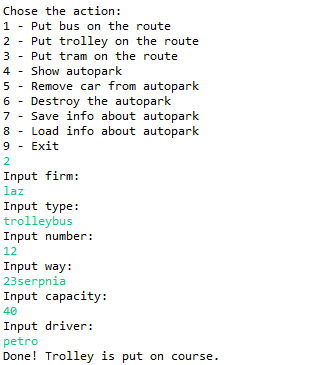 Chose the action:
1 - Put bus on the route
2 - Put trolley on the route
3 - Put tram on the route
4 - Show autopark
5 - Remove car from autopark
6 - Destroy the autopark
7 - Save info about autopark
8 - Load info about autopark
9 - Exit
2
Input firm:
laz
Input type:
trolleybus
Input number:
12
Input way:
23serpnia
Input capacity:
40
Input driver:
petro
Done! Trolley is put on course.